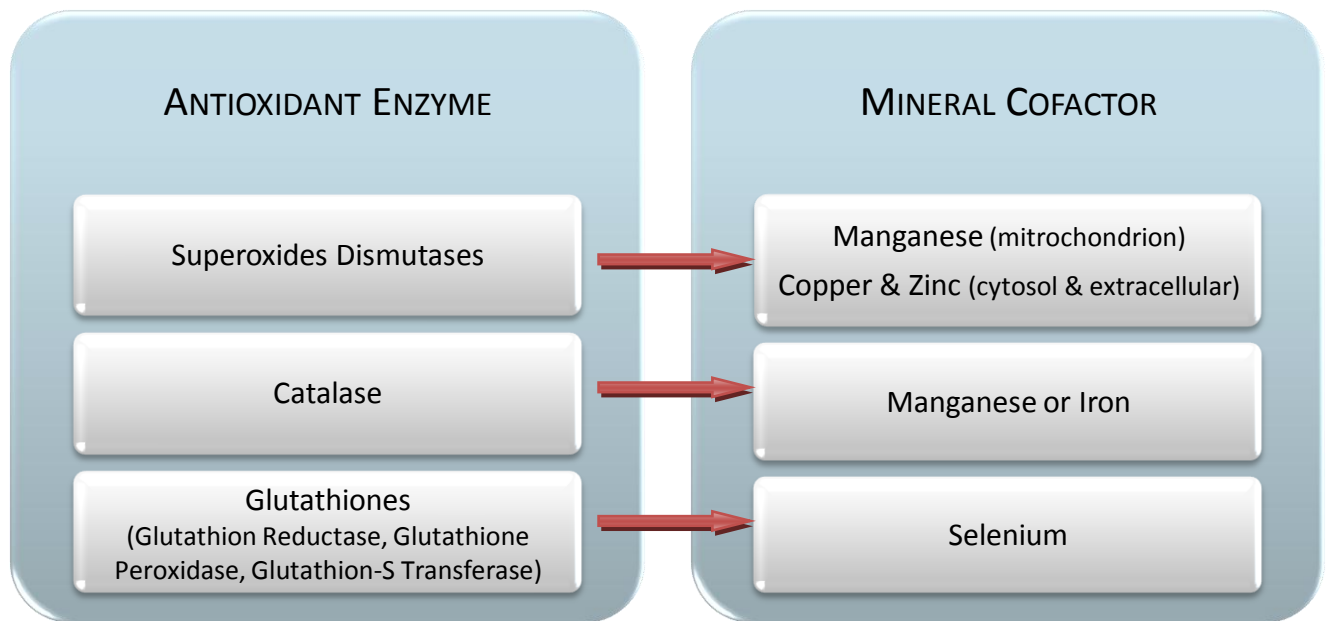 ANTIOXIDANT ENZYME
Superoxides Dismutases
Catalase
Glutathiones
(Glutathion Reductase, Glutathione
Peroxidase, Glutathion-S Transferase)
MINERAL COFACTOR
Manganese (mitrochondrion)
Copper & Zinc (cytosol & extracellular)
Manganese or Iron
Selenium